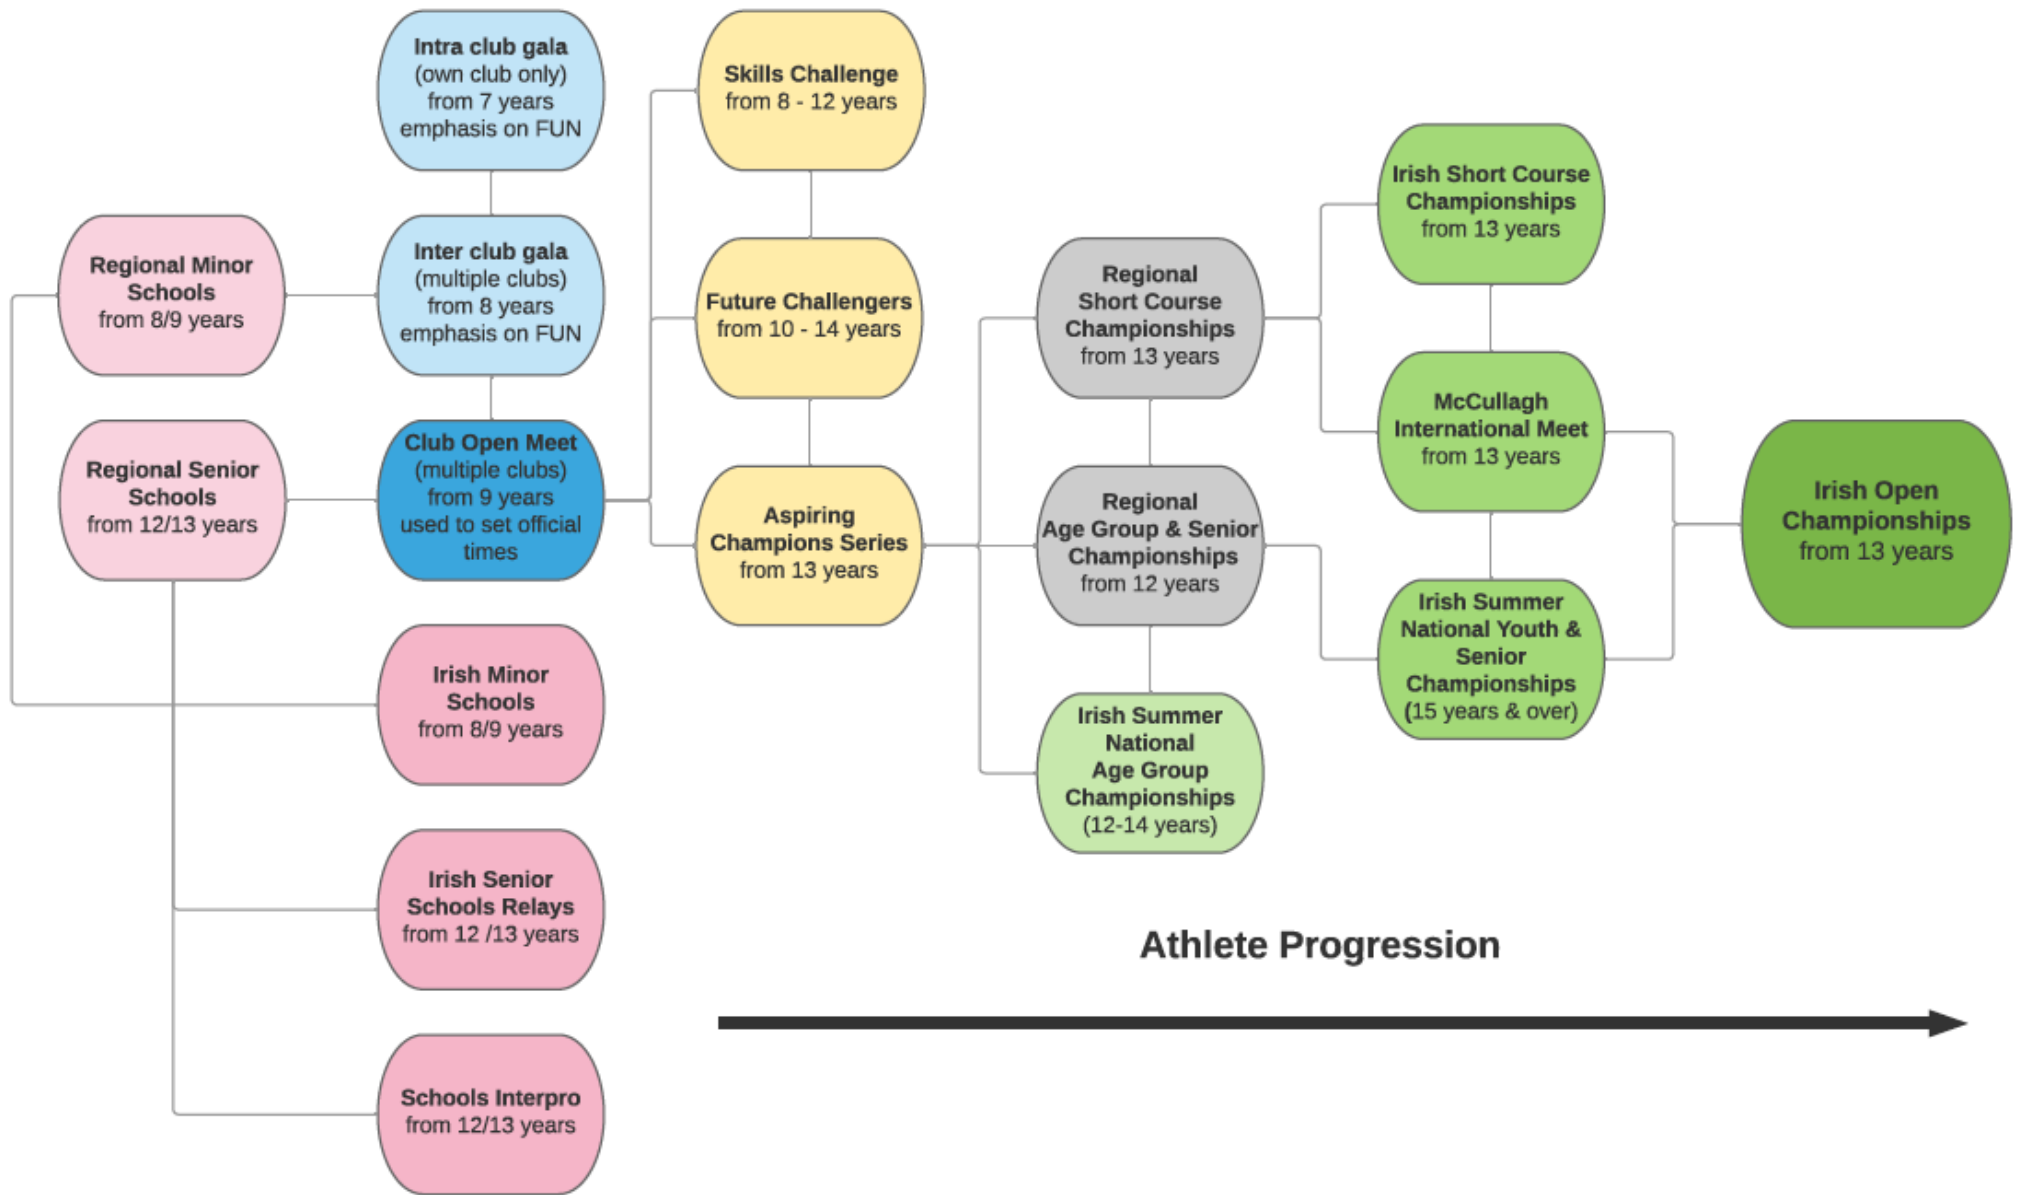 Intra club gala
(own club only)
from 7 years
emphasis on FUN
Skills Challenge
from 8 - 12 years
Irish Short Course
Championships
from 13 years
Regional Minor
Schools
from 8/9 years
Inter club gala
(multiple clubs)
from 8 years
emphasis on FUN
Future Challengers
from 10 - 14 years
Regional
Short Course
Championships
from 13 years
McCullagh
International Meet
from 13 years
Regional Senior
Schools
from 12/13 years
Club Open Meet
(multiple clubs)
from 9 years
used to set official
times
Aspiring
Champions Series
from 13 years
Regional
Age Group & Senior
Championships
from 12 years
Irish Open
Championships
from 13 years
Irish Summer
National Youth &
Senior
Championships
(15 years & over)
Irish Minor
Schools
from 8/9 years
Irish Summer
National
Age Group
Championships
(12-14 years)
Irish Senior
Schools Relays
from 12 /13 years
Athlete Progression
Schools Interpro
from 12/13 years